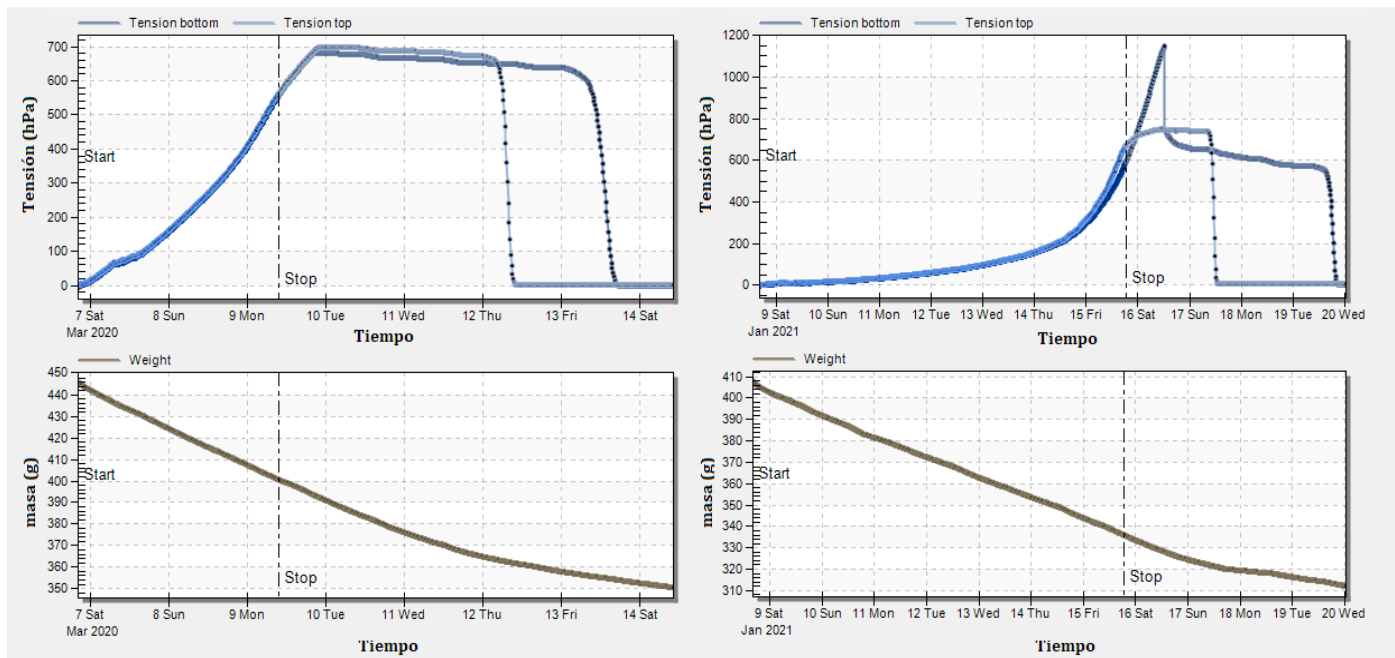 Tension bottom Tension top
700
600
500
400
300
200
100
0
Tensión (hPa)
Start
Stop
7 Sat 8 Sun 9 Mon 10 Tue 11 Wed 12 Thu 13 Fri 14 Sat
Mar 2020
Tiempo
Tension bottom Tension top
1200
1000
800
600
400
200
0
Tensión (hPa)
Start
Stop
9 Sat 10 Sun 11 Mon 12 Tue 13 Wed 14 Thu 15 Fri 16 Sat 17 Sun 18 Mon 19 Tue 20 Wed
Jan 2021
Tiempo
Weight
450
440
430
420
410
400
390
380
370
360
350
masa (g)
Start
Stop
7 Sat 8 Sun 9 Mon 10 Tue 11 Wed 12 Thu 13 Fri 14 Sat
Mar 2020
Tiempo
Weight
410
400
390
380
370
360
350
340
330
320
310
masa (g)
Start
Stop
9 Sat 10 Sun 11 Mon 12 Tue 13 Wed 14 Thu 15 Fri 16 Sat 17 Sun 18 Mon 19 Tue 20 Wed
Jan 2021
Tiempo